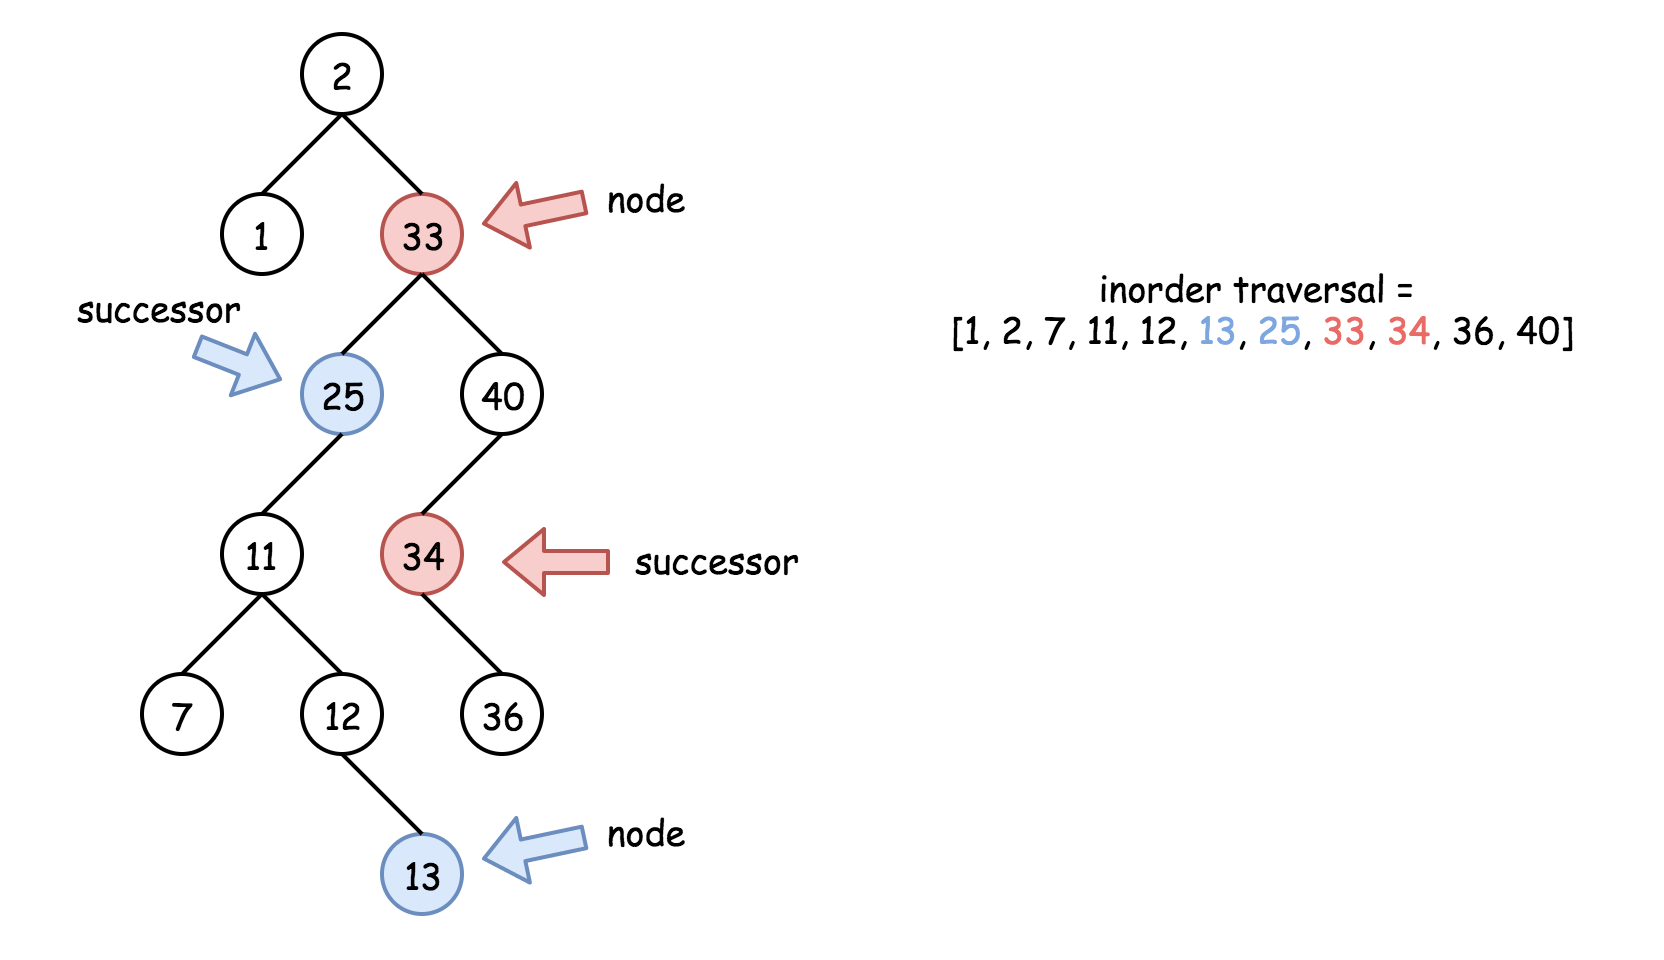 2
node
1
33
successor
inorder traversal =
[1, 2, 7, 11, 12, 13, 25, 33, 34, 36, 40]
25
40
11
34
successor
7
12
36
node
13